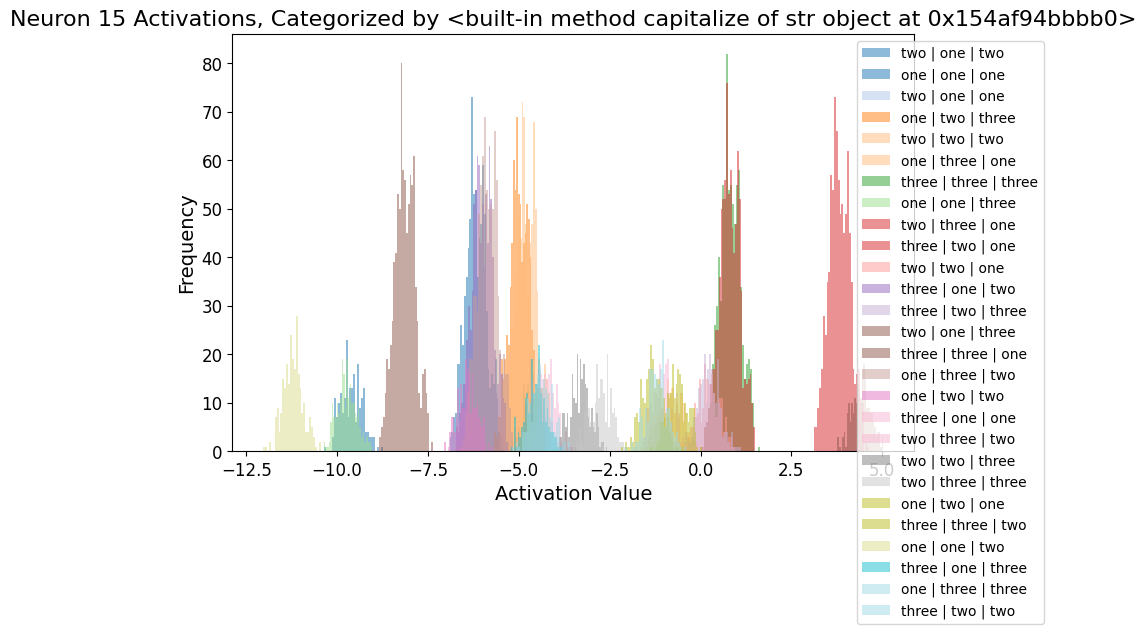 Neuron 15 Activations, Categorized by <built-in method capitalize of str object at 0x154af94bbbb0>
80
70
60
50
40
30
20
10
0
Frequency
−12.5 −10.0 −7.5 −5.0 −2.5 0.0 2.5 5.0
Activation Value
two | one | two
one | one | one
two | one | one
one | two | three
two | two | two
one | three | one
three | three | three
one | one | three
two | three | one
three | two | one
two | two | one
three | one | two
three | two | three
two | one | three
three | three | one
one | three | two
one | two | two
three | one | one
two | three | two
two | two | three
two | three | three
one | two | one
three | three | two
one | one | two
three | one | three
one | three | three
three | two | two